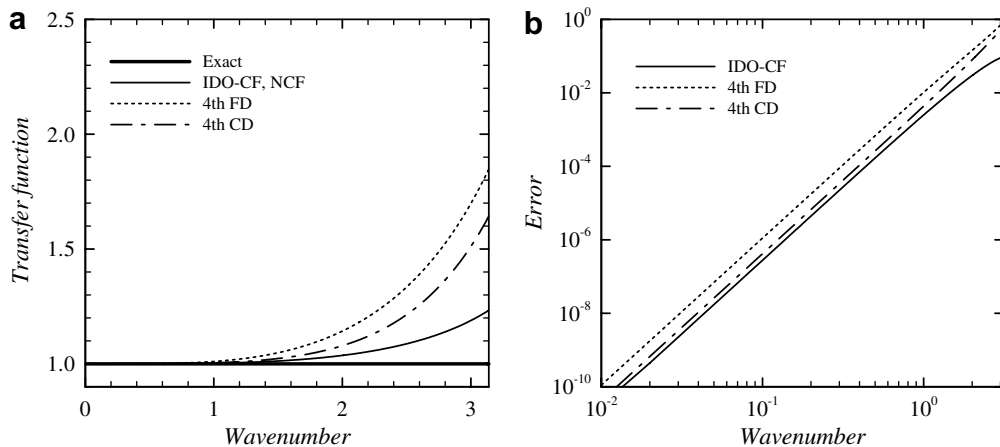 a
2.5
2.0
1.5
1.0
Transfer function
Exact
IDO-CF, NCF
4th FD
4th CD
0
1
2
3
Wavenumber
b
10^0
10^-2
10^-4
10^-6
10^-8
10^-10
Error
IDO-CF
4th FD
4th CD
10^-2
10^-1
10^0
Wavenumber